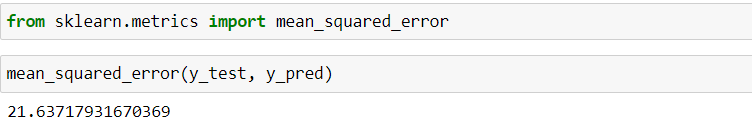 from sklearn.metrics import mean_squared_error
mean_squared_error(y_test, y_pred)
21.63717931670369